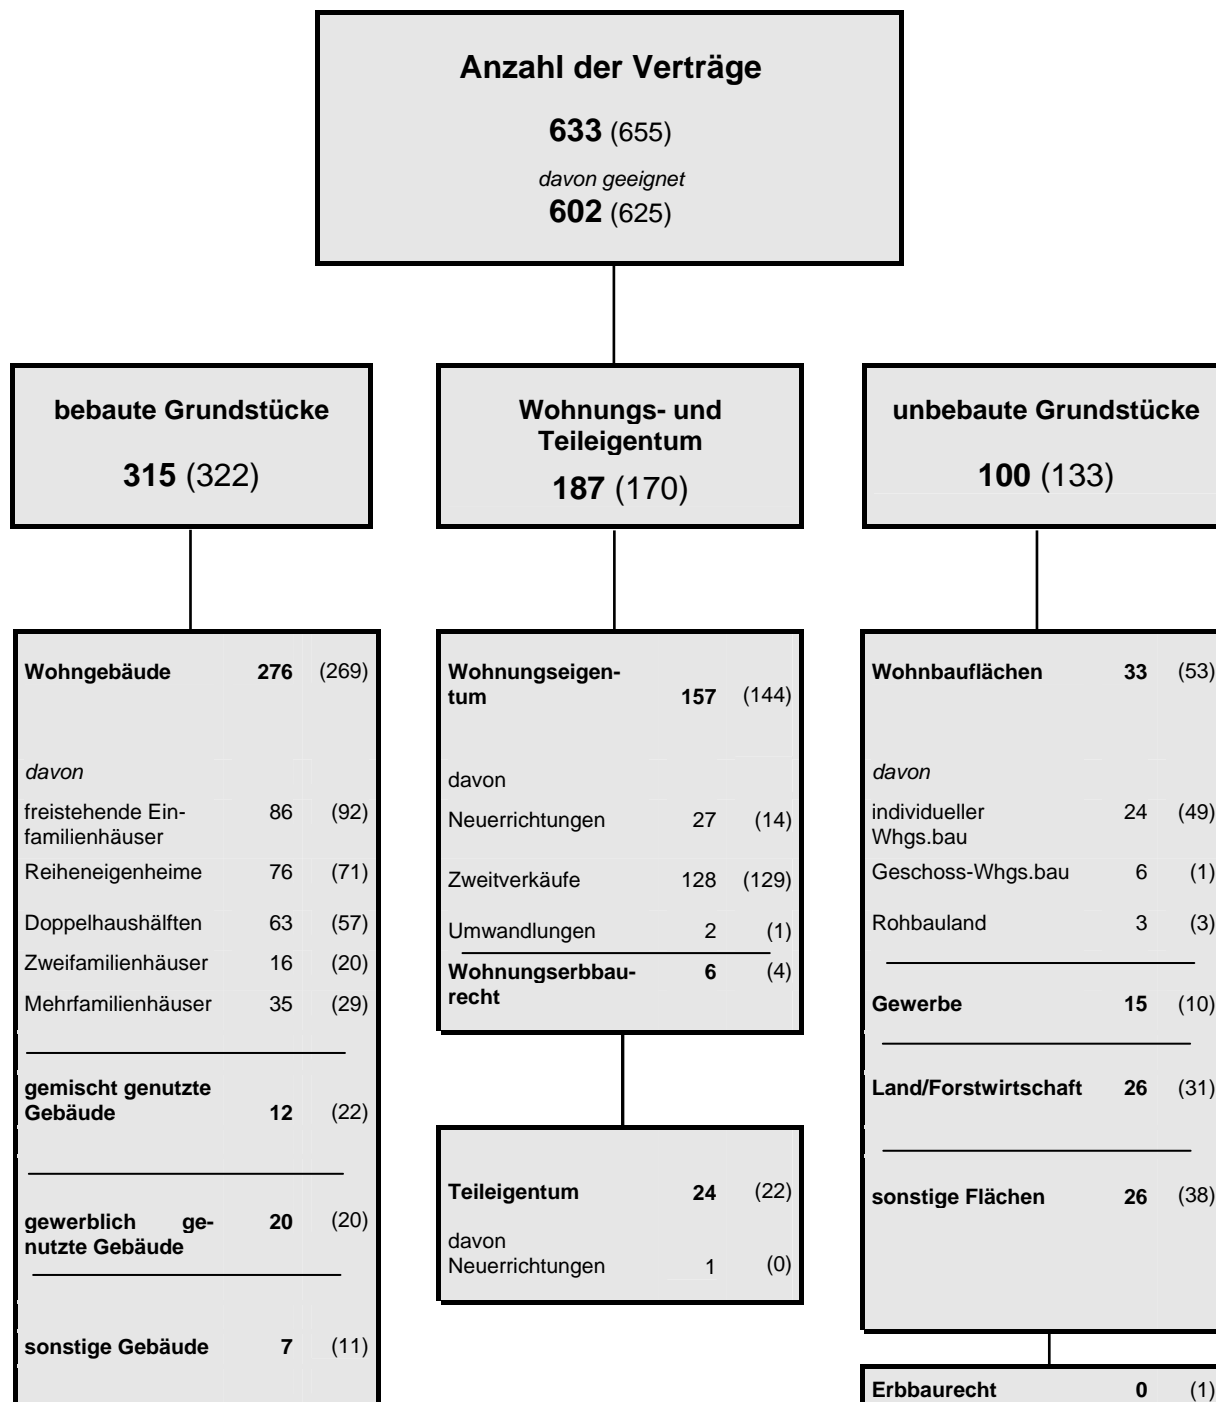 Anzahl der Verträge
633 (655)
davon geeignet
602 (625)
bebaute Grundstücke
315 (322)
Wohnungs- und
Teileigentum
187 (170)
unbebaute Grundstücke
100 (133)
Wohngebäude 276 (269)
davon
freistehende Ein-
familienhäuser 86 (92)
Reiheneigenheime 76 (71)
Doppelhaushälften 63 (57)
Zweifamilienhäuser 16 (20)
Mehrfamilienhäuser 35 (29)
gemischt genutzte
Gebäude 12 (22)
gewerblich ge-
nutzte Gebäude 20 (20)
sonstige Gebäude 7 (11)
Wohnungseigen-
tum 157 (144)
davon
Neuerrichtungen 27 (14)
Zweitverkäufe 128 (129)
Umwandlungen 2 (1)
Wohnungserbbau-
recht 6 (4)
Teileigentum 24 (22)
davon
Neuerrichtungen 1 (0)
Wohnbauflächen 33 (53)
davon
individueller
Whgs.bau 24 (49)
Geschoss-Whgs.bau 6 (1)
Rohbauland 3 (3)
Gewerbe 15 (10)
Land/Forstwirtschaft 26 (31)
sonstige Flächen 26 (38)
Erbbaurecht 0 (1)